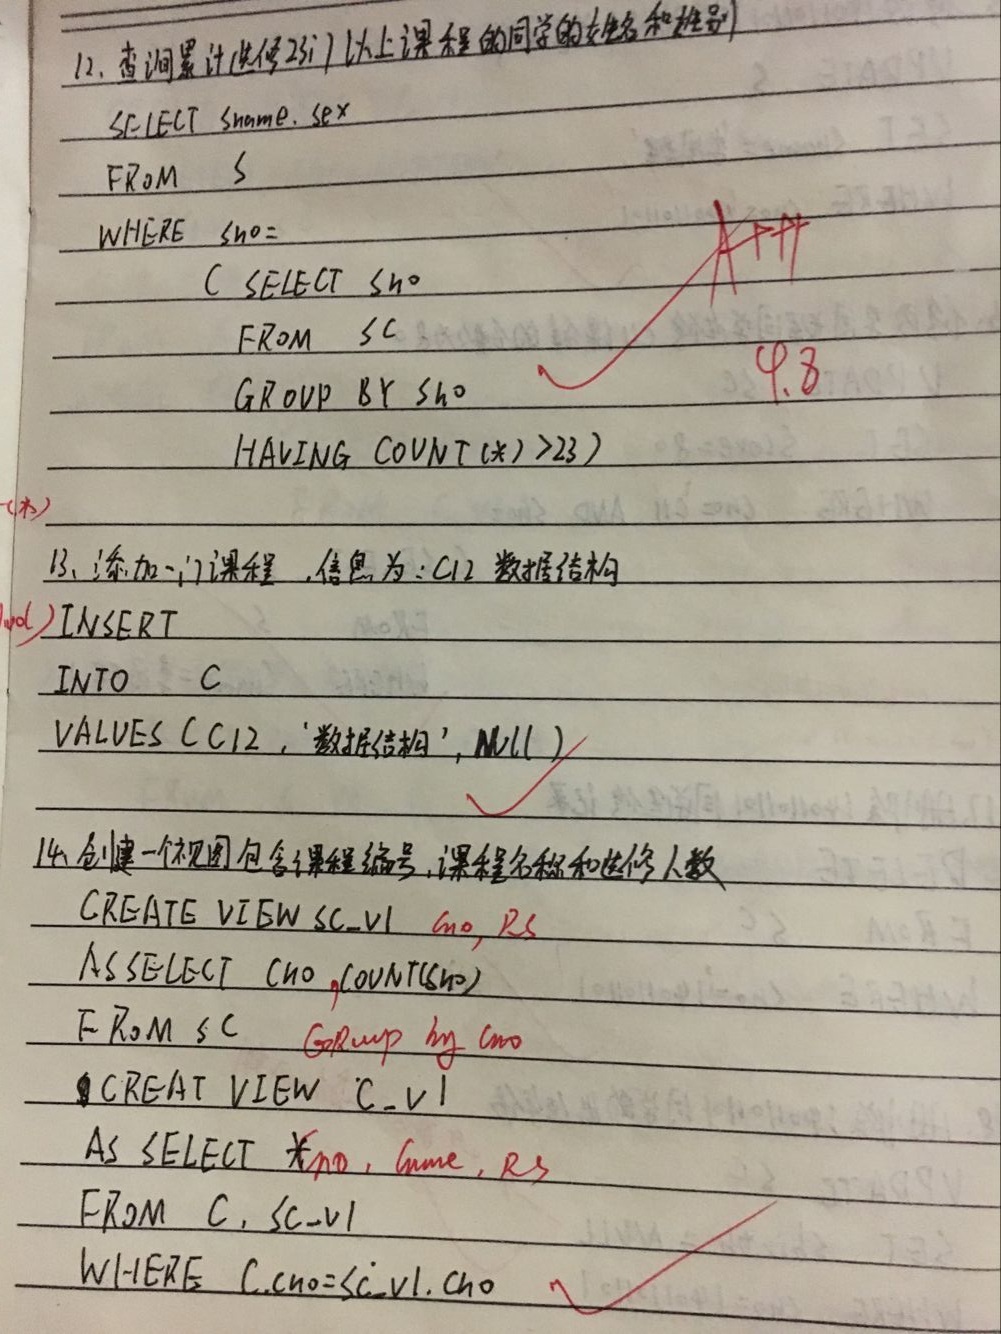 12、查询累计选修23门以上课程的同学的姓名和性别
SELECT sname. sex
FROM S
WHERE sno=
( SELECT sno
FROM SC
GROUP BY sno
HAVING COUNT(*)>23)
A+++
4.8
13、添加一门课程,信息为:C12 数据结构
INSERT
INTO C
VALUES (C12,'数据结构',Null)
14、创建一个视图包含课程编号,课程名称和选修人数
CREATE VIEW SC_V1 Cno, RS
AS SELECT Cno,COUNT(sno)
FROM SC Group by Cno
CREAT VIEW C_V1
AS SELECT * Cno, Cname, RS
FROM C, SC_V1
WHERE C.cno=SC_V1.Cno